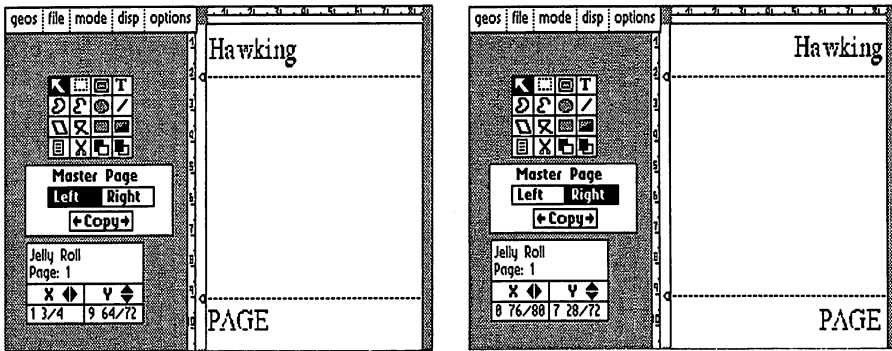 geos file mode disp options
Hawking
T
Master Page
Left Right
Copy
Jelly Roll
Page: 1
X Y
1 3/4 9 64/72
PAGE
geos file mode disp options
Hawking
T
Master Page
Left Right
Copy
Jelly Roll
Page: 1
X Y
0 76/80 7 28/72
PAGE